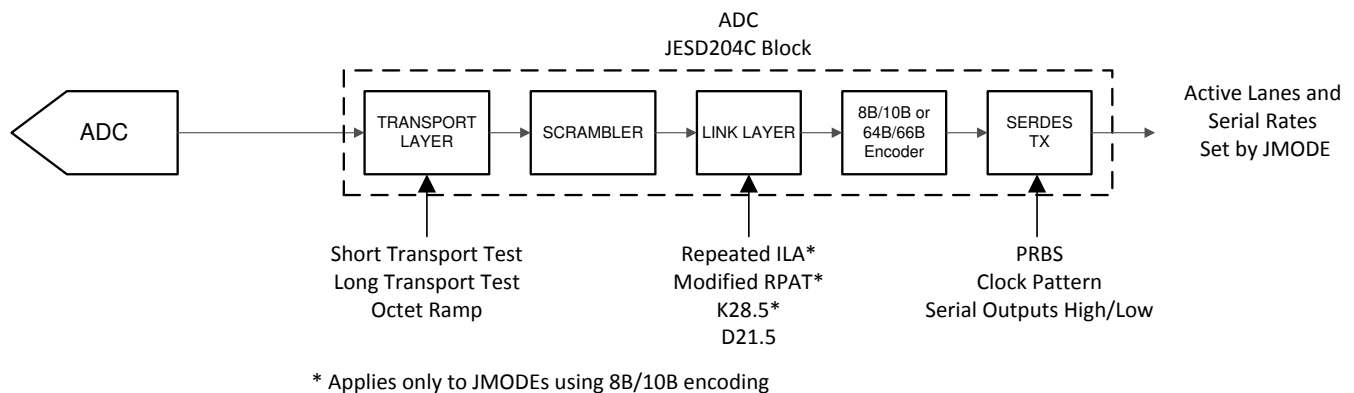 ADC
JESD204C Block
ADC
TRANSPORT
LAYER
SCRAMBLER
LINK LAYER
8B/10B or
64B/66B
Encoder
SERDES
TX
Active Lanes and
Serial Rates
Set by JMODE
Short Transport Test
Long Transport Test
Octet Ramp
Repeated ILA*
Modified RPAT*
K28.5*
D21.5
PRBS
Clock Pattern
Serial Outputs High/Low
* Applies only to JMODEs using 8B/10B encoding